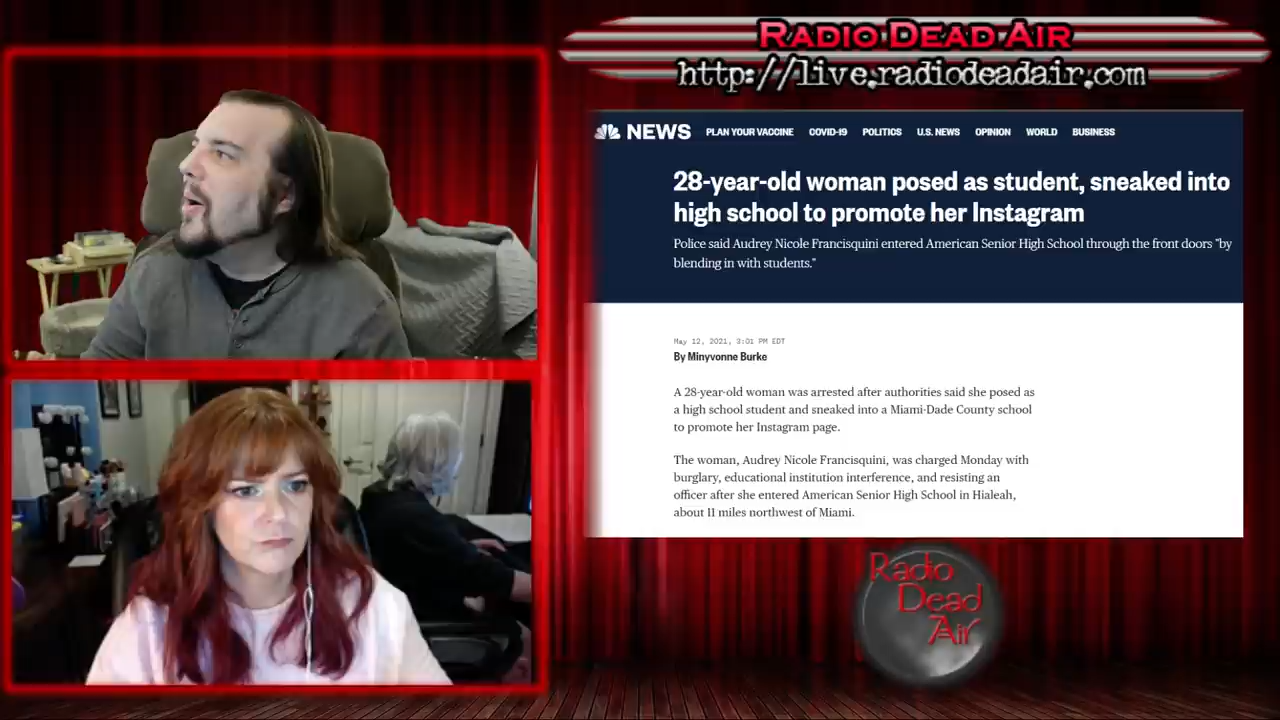 RADIO DEAD AIR
http://live.radiodeadair.com
NEWS PLAN YOUR VACCINE COVID-19 POLITICS U.S. NEWS OPINION WORLD BUSINESS
28-year-old woman posed as student, sneaked into
high school to promote her Instagram
Police said Audrey Nicole Francisquini entered American Senior High School through the front doors "by
blending in with students."
May 12, 2021, 3:01 PM EDT
By Minyvonne Burke
A 28-year-old woman was arrested after authorities said she posed as
a high school student and sneaked into a Miami-Dade County school
to promote her Instagram page.
The woman, Audrey Nicole Francisquini, was charged Monday with
burglary, educational institution interference, and resisting an
officer after she entered American Senior High School in Hialeah,
about 11 miles northwest of Miami.
Radio
Dead
Air